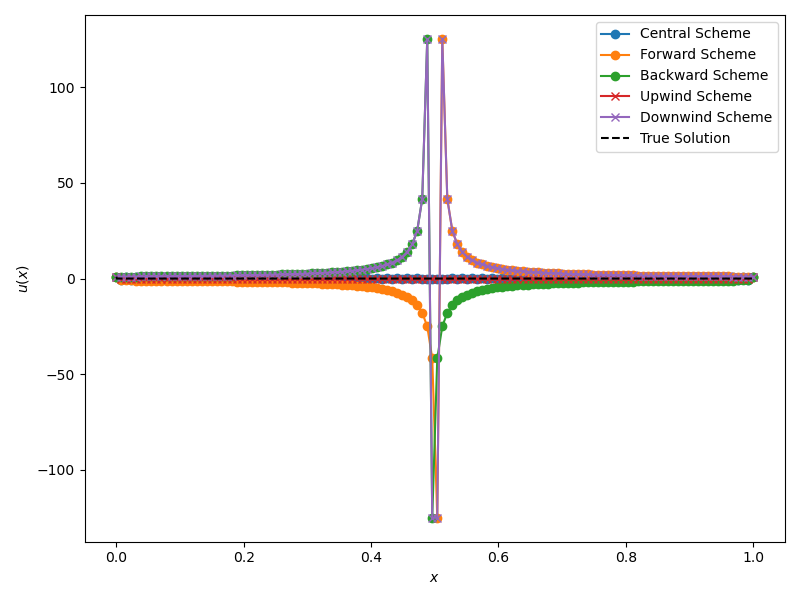 Central Scheme
Forward Scheme
Backward Scheme
Upwind Scheme
Downwind Scheme
True Solution
100
50
0
−50
−100
u(x)
0.0 0.2 0.4 0.6 0.8 1.0
x